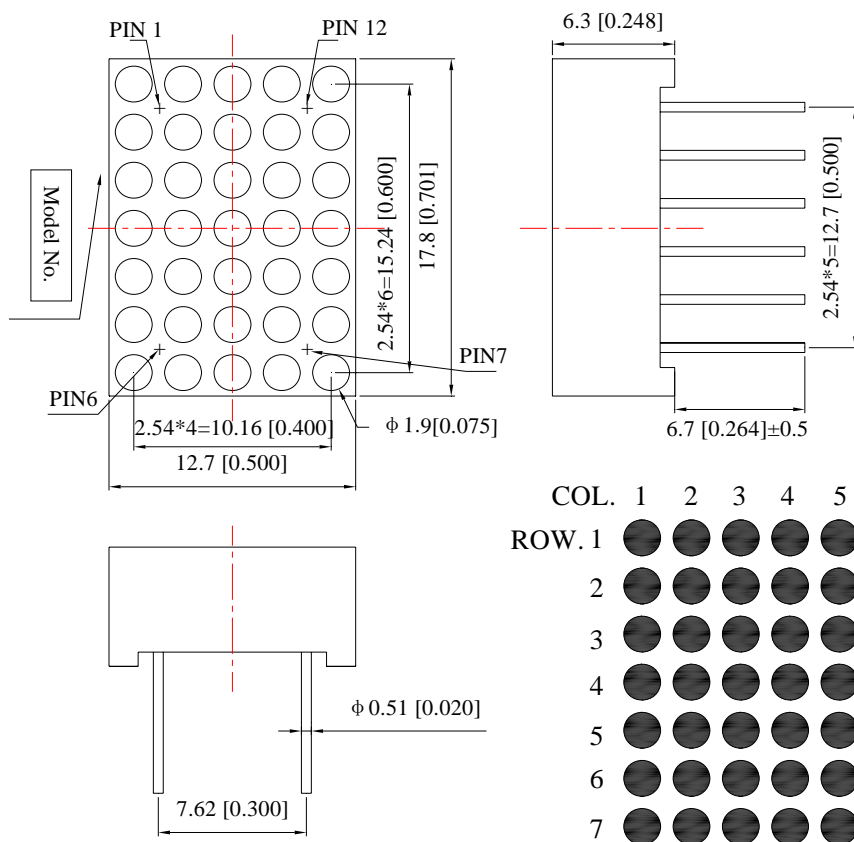 PIN 1
PIN 12
6.3 [0.248]
Model No.
2.54*6=15.24 [0.600]
17.8 [0.701]
2.54*5=12.7 [0.500]
PIN7
PIN6
2.54*4=10.16 [0.400]
ϕ 1.9[0.075]
12.7 [0.500]
6.7 [0.264]±0.5
COL. 1 2 3 4 5
ROW. 1
2
3
4
5
6
7
ϕ 0.51 [0.020]
7.62 [0.300]